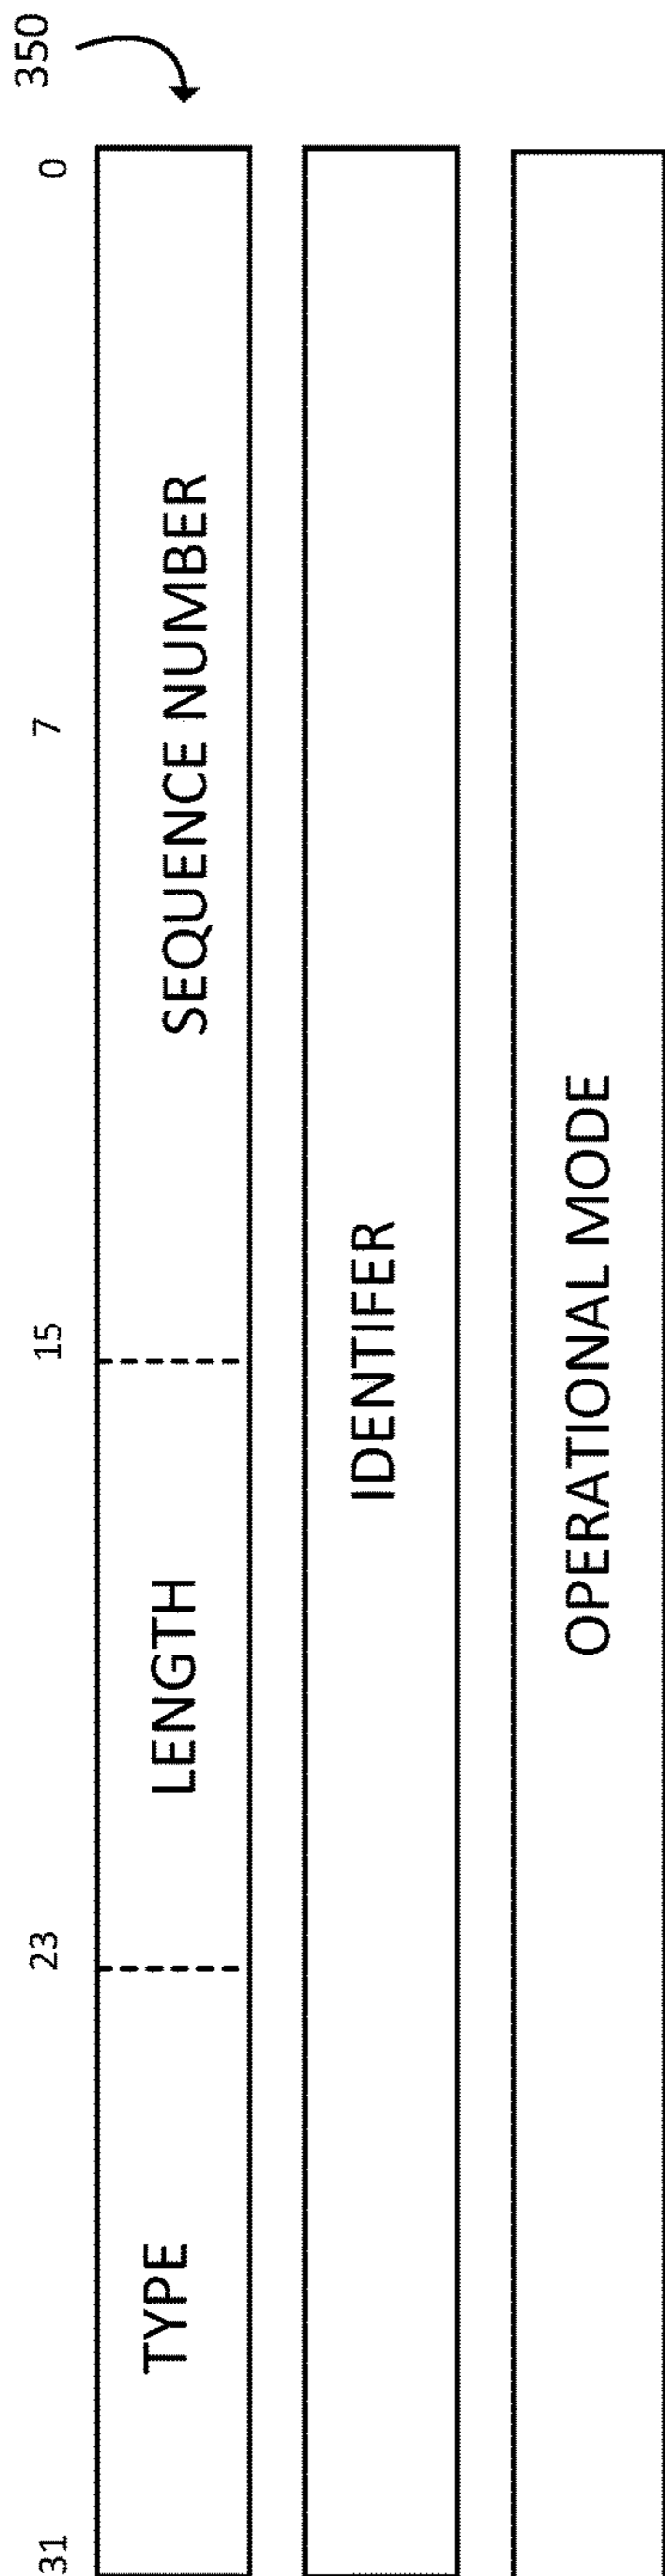 350
31 23 15 7 0
TYPE LENGTH SEQUENCE NUMBER
IDENTIFER
OPERATIONAL MODE